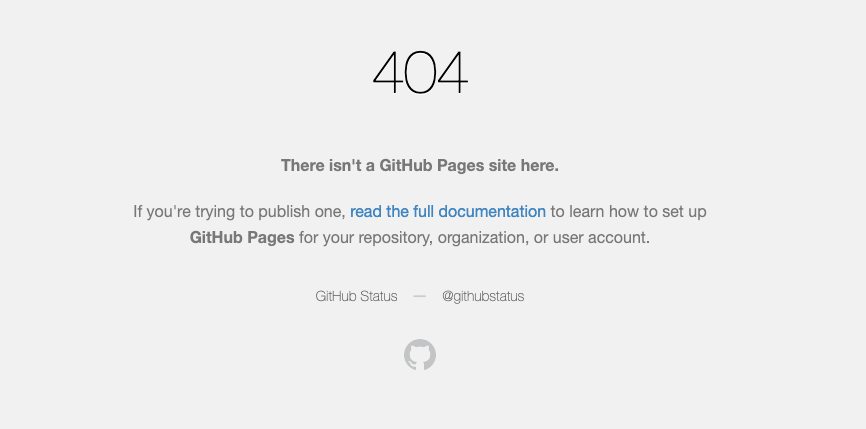 404
There isn't a GitHub Pages site here.
If you're trying to publish one, read the full documentation to learn how to set up
GitHub Pages for your repository, organization, or user account.
GitHub Status — @githubstatus